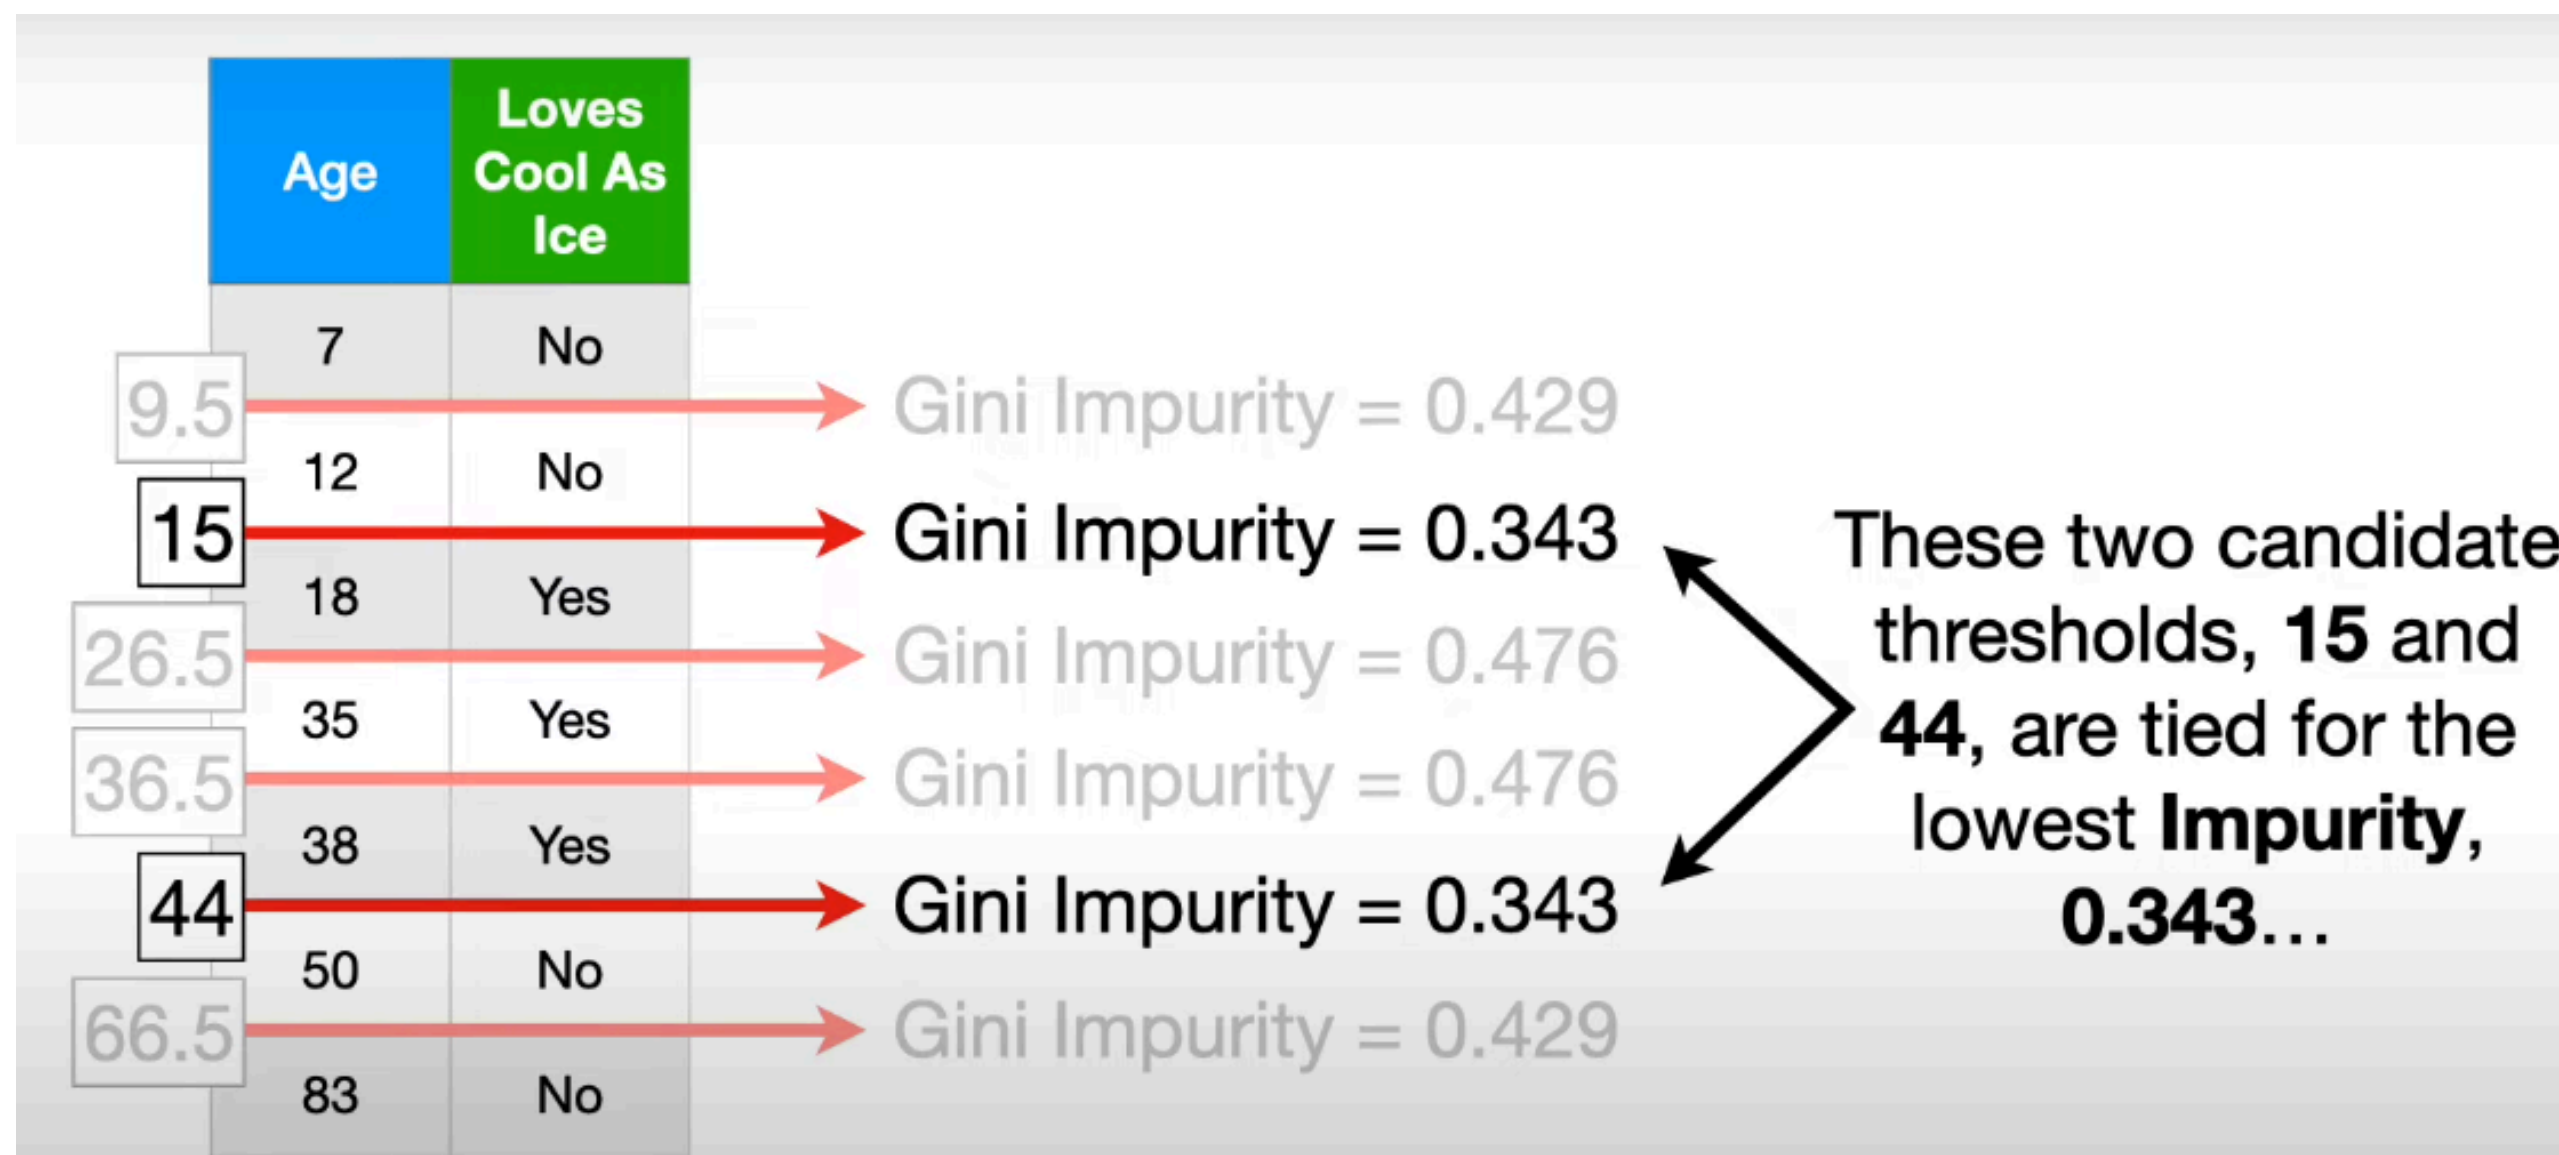 Age
Loves
Cool As
Ice
7 No
9.5 Gini Impurity = 0.429
12 No
15 Gini Impurity = 0.343
18 Yes
26.5 Gini Impurity = 0.476
35 Yes
36.5 Gini Impurity = 0.476
38 Yes
44 Gini Impurity = 0.343
50 No
66.5 Gini Impurity = 0.429
83 No
These two candidate
thresholds, 15 and
44, are tied for the
lowest Impurity,
0.343…